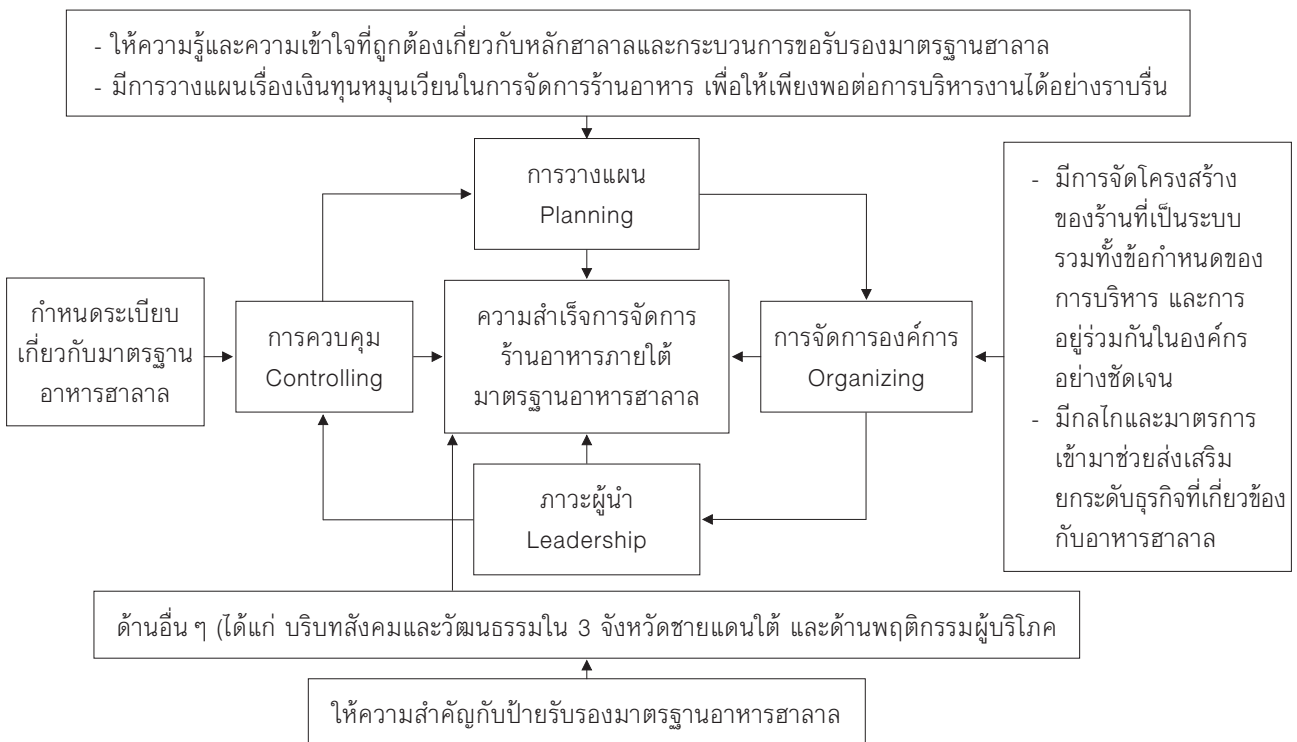 - ให้ความรู้และความเข้าใจที่ถูกต้องเกี่ยวกับหลักฮาลาลและกระบวนการขอรับรองมาตรฐานฮาลาล
- มีการวางแผนเรื่องเงินทุนหมุนเวียนในการจัดการร้านอาหาร เพื่อให้เพียงพอต่อการบริหารงานได้อย่างราบรื่น
การวางแผน
Planning
กำหนดระเบียบ
เกี่ยวกับมาตรฐาน
อาหารฮาลาล
การควบคุม
Controlling
ความสำเร็จการจัดการ
ร้านอาหารภายใต้
มาตรฐานอาหารฮาลาล
การจัดการองค์การ
Organizing
- มีการจัดโครงสร้าง
ของร้านที่เป็นระบบ
รวมทั้งข้อกำหนดของ
การบริหาร และการ
อยู่ร่วมกันในองค์กร
อย่างชัดเจน
- มีกลไกและมาตรการ
เข้ามาช่วยส่งเสริม
ยกระดับธุรกิจที่เกี่ยวข้อง
กับอาหารฮาลาล
ภาวะผู้นำ
Leadership
ด้านอื่น ๆ (ได้แก่ บริบทสังคมและวัฒนธรรมใน 3 จังหวัดชายแดนใต้ และด้านพฤติกรรมผู้บริโภค
ให้ความสำคัญกับป้ายรับรองมาตรฐานอาหารฮาลาล